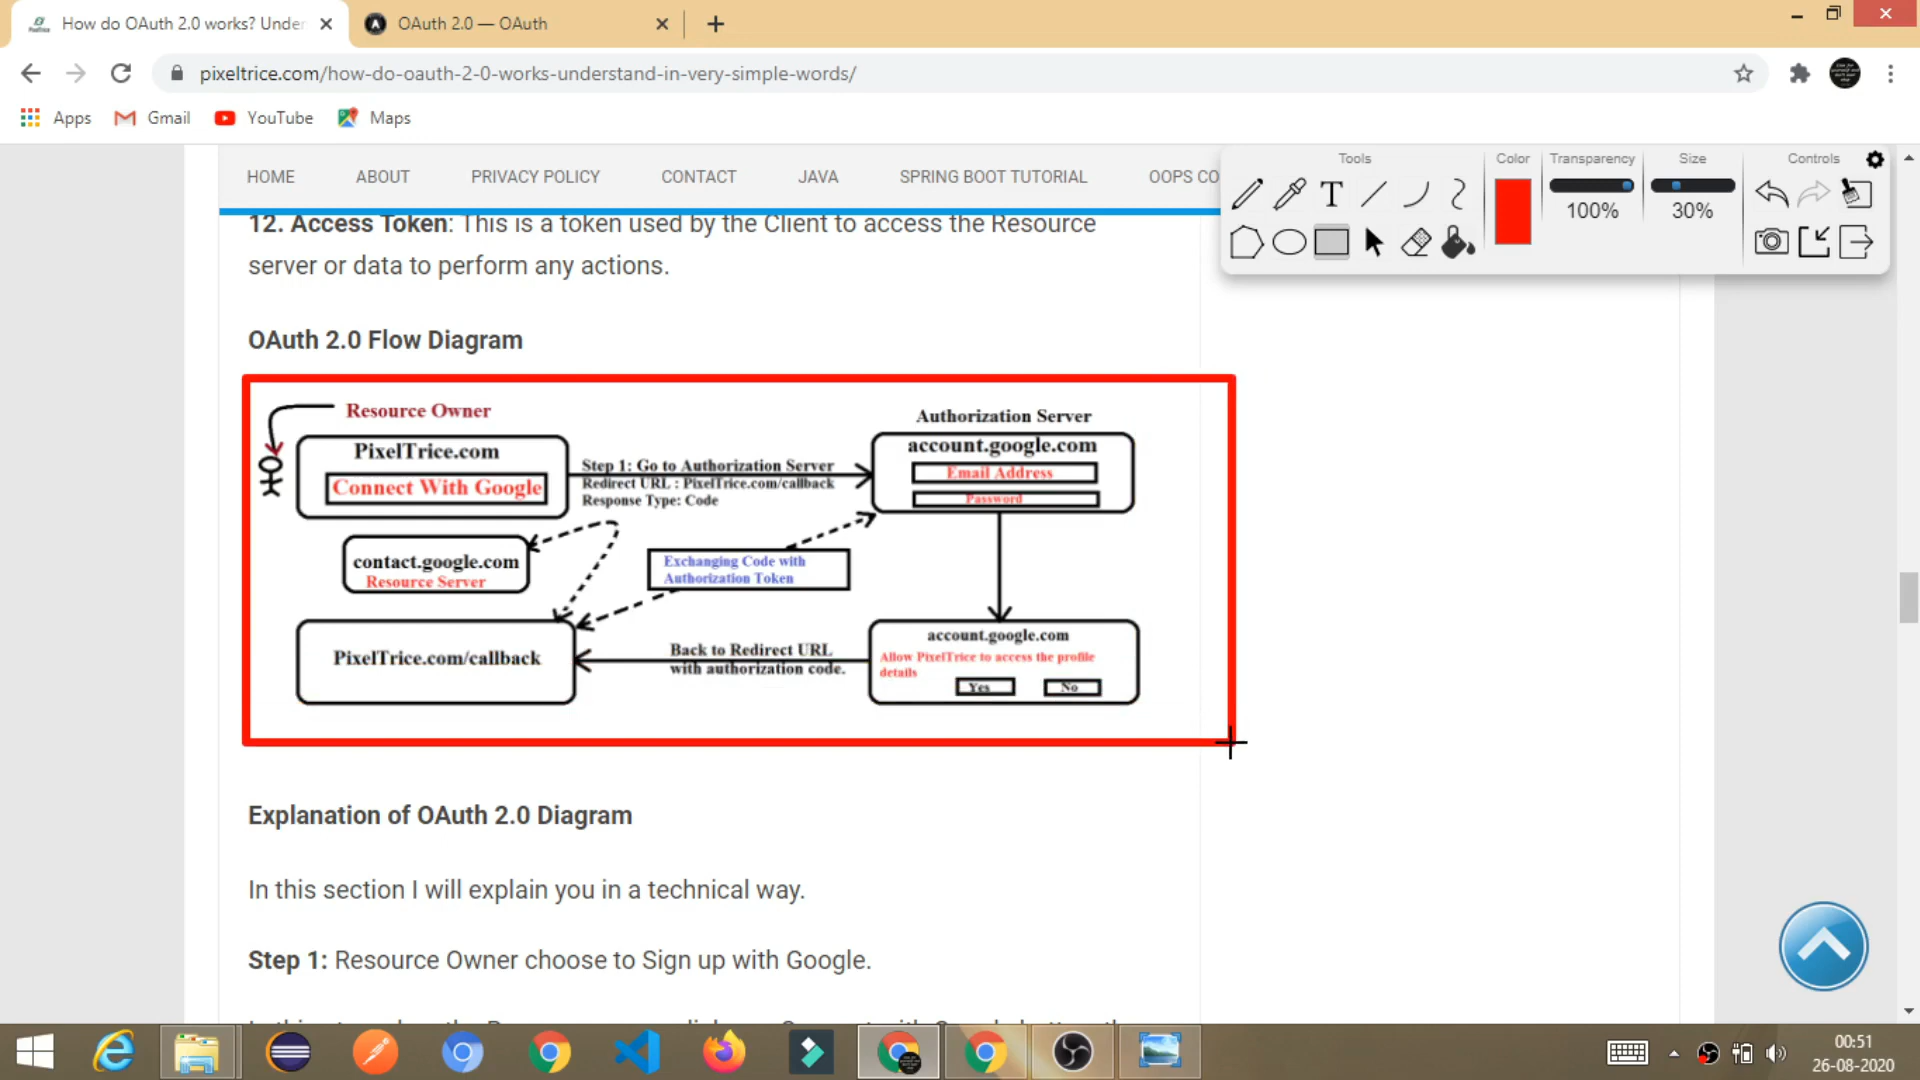 How do OAuth 2.0 works? Under
OAuth 2.0 — OAuth
pixeltrice.com/how-do-oauth-2-0-works-understand-in-very-simple-words/
Apps
Gmail
YouTube
Maps
HOME
ABOUT
PRIVACY POLICY
CONTACT
JAVA
SPRING BOOT TUTORIAL
OOPS CO
Tools
Color
Transparency
Size
Controls
100%
30%
12. Access Token: This is a token used by the Client to access the Resource
server or data to perform any actions.
OAuth 2.0 Flow Diagram
Resource Owner
PixelTrice.com
Connect With Google
Step 1: Go to Authorization Server
Redirect URL : PixelTrice.com/callback
Response Type: Code
Authorization Server
account.google.com
Email Address
Password
contact.google.com
Resource Server
Exchanging Code with
Authorization Token
PixelTrice.com/callback
Back to Redirect URL
with authorization code.
account.google.com
Allow PixelTrice to access the profile
details
Yes
No
Explanation of OAuth 2.0 Diagram
In this section I will explain you in a technical way.
Step 1: Resource Owner choose to Sign up with Google.
00:51
26-08-2020